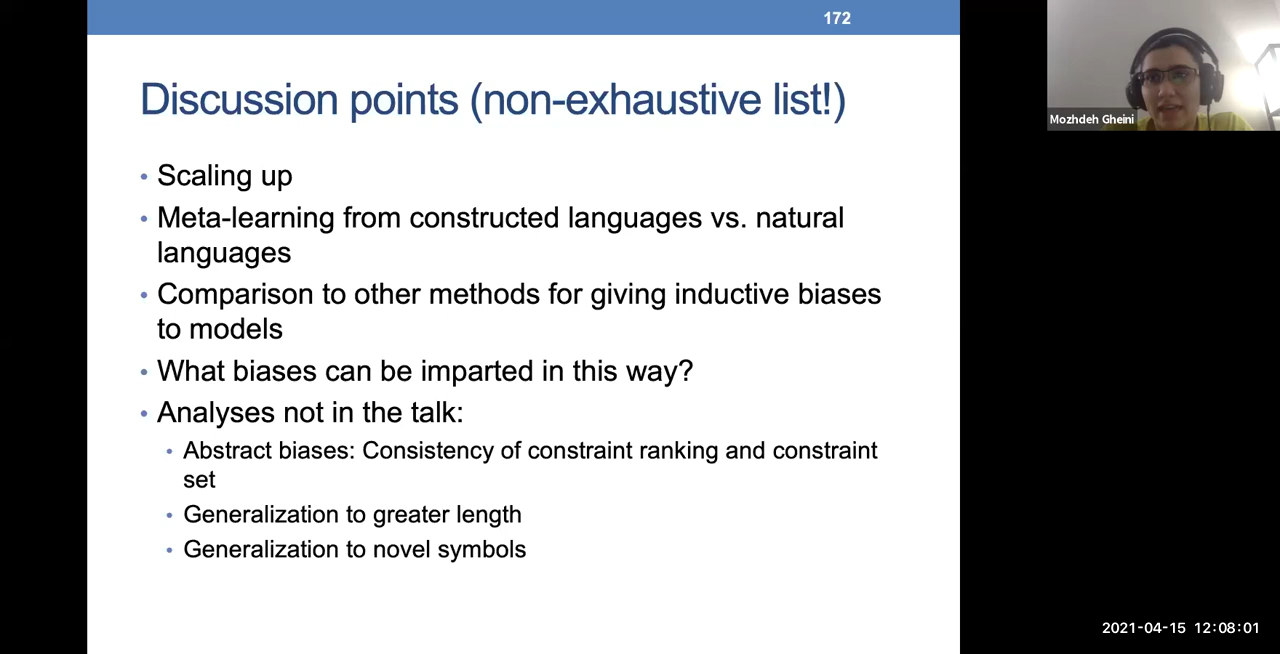 172
Discussion points (non-exhaustive list!)
• Scaling up
• Meta-learning from constructed languages vs. natural
languages
• Comparison to other methods for giving inductive biases
to models
• What biases can be imparted in this way?
• Analyses not in the talk:
• Abstract biases: Consistency of constraint ranking and constraint
set
• Generalization to greater length
• Generalization to novel symbols
Mozhdeh Gheini
2021-04-15 12:08:01